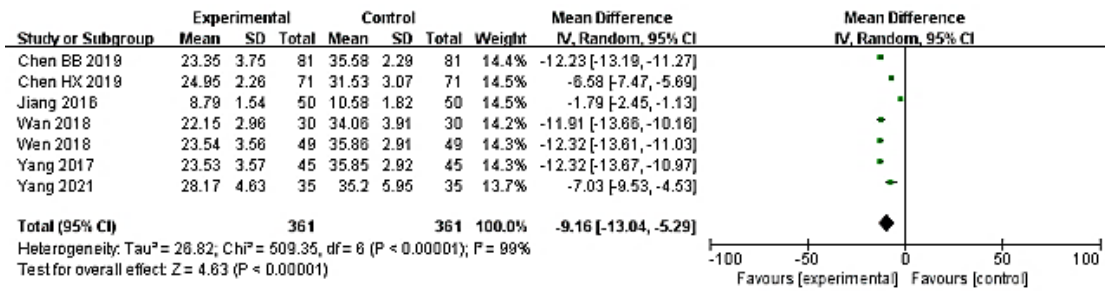 Experimental Control Mean Difference Mean Difference
Study or Subgroup Mean SD Total Mean SD Total Weight IV, Random, 95% CI IV, Random, 95% CI
Chen BB 2019 23.35 3.75 81 35.58 2.29 81 14.4% -12.23 [-13.19, -11.27]
Chen HX 2019 24.95 2.26 71 31.53 3.07 71 14.5% -6.58 [-7.47, -5.69]
Jiang 2016 8.79 1.54 50 10.58 1.82 50 14.5% -1.79 [-2.45, -1.13]
Wan 2018 22.15 2.96 30 34.06 3.91 30 14.2% -11.91 [-13.66, -10.16]
Wen 2018 23.54 3.56 49 35.86 2.91 49 14.3% -12.32 [-13.61, -11.03]
Yang 2017 23.53 3.57 45 35.85 2.92 45 14.3% -12.32 [-13.67, -10.97]
Yang 2021 28.17 4.63 35 35.2 5.95 35 13.7% -7.03 [-9.53, -4.53]
Total (95% CI) 361 361 100.0% -9.16 [-13.04, -5.29]
Heterogeneity: Tau² = 26.82; Chi² = 509.35, df = 6 (P < 0.00001); I² = 99%
Test for overall effect: Z = 4.63 (P < 0.00001)
-100 -50 0 50 100
Favours [experimental] Favours [control]